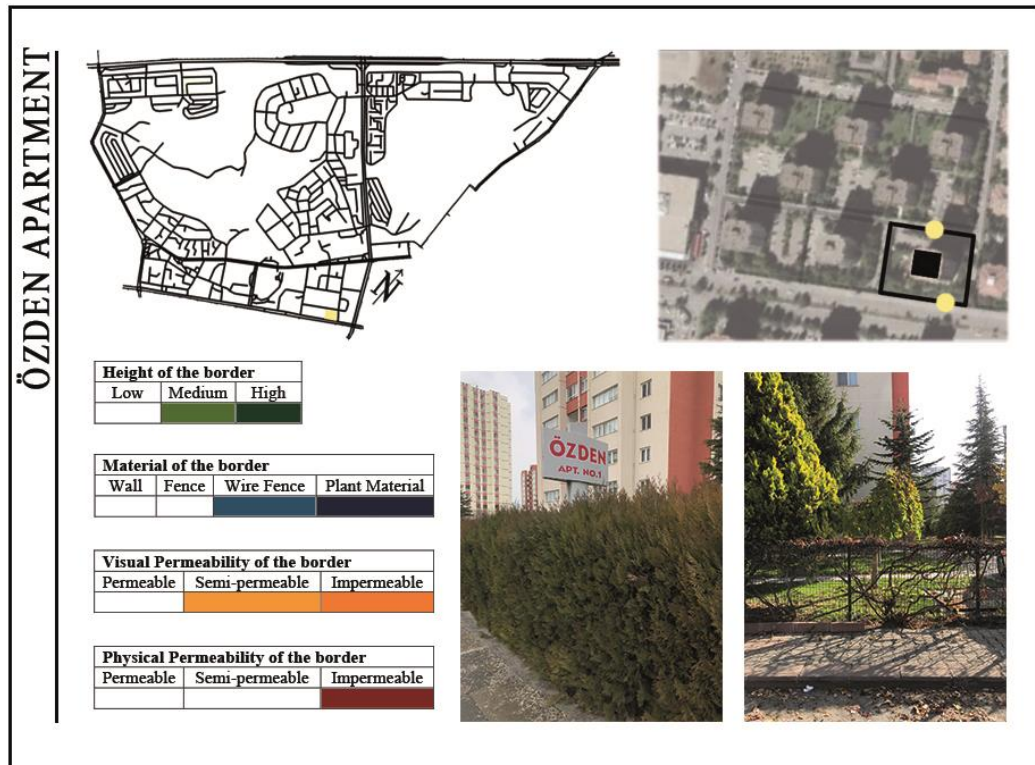 ÖZDEN APARTMENT
N
Height of the border
Low Medium High
Material of the border
Wall Fence Wire Fence Plant Material
Visual Permeability of the border
Permeable Semi-permeable Impermeable
Physical Permeability of the border
Permeable Semi-permeable Impermeable
ÖZDEN
APT. NO.1